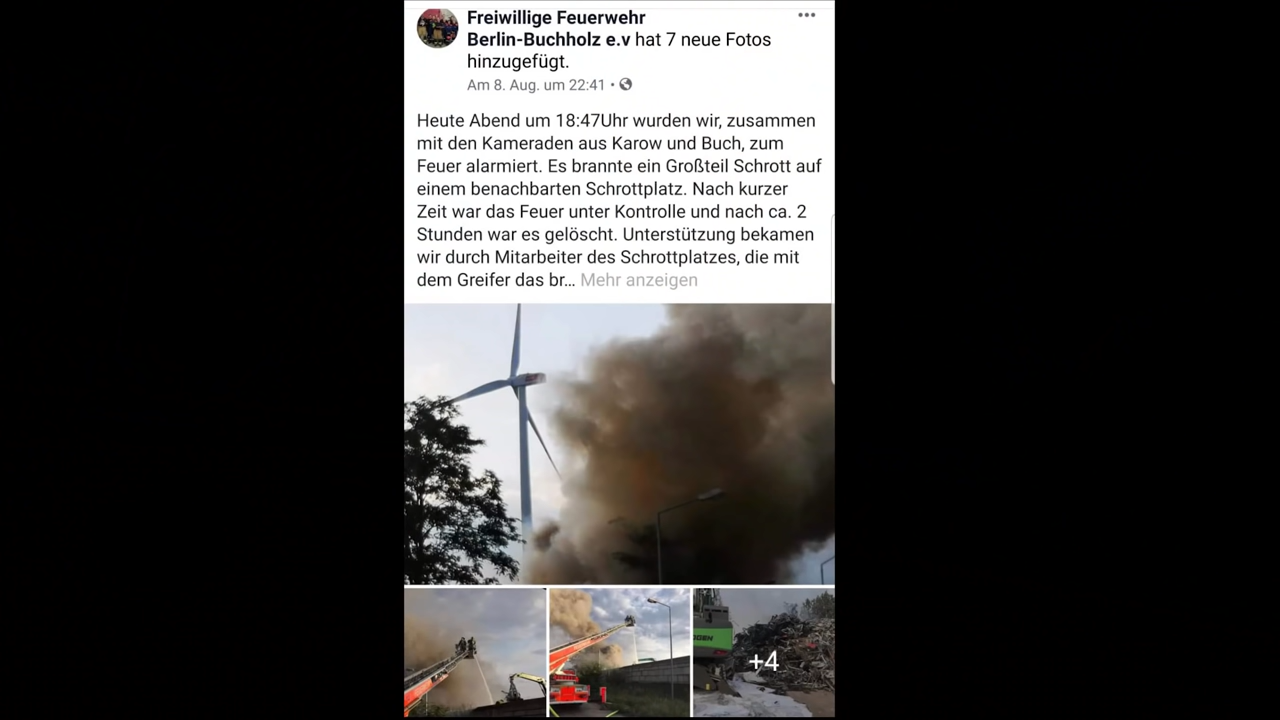 Freiwillige Feuerwehr
Berlin-Buchholz e.v hat 7 neue Fotos
hinzugefügt.
Am 8. Aug. um 22:41 •
Heute Abend um 18:47Uhr wurden wir, zusammen
mit den Kameraden aus Karow und Buch, zum
Feuer alarmiert. Es brannte ein Großteil Schrott auf
einem benachbarten Schrottplatz. Nach kurzer
Zeit war das Feuer unter Kontrolle und nach ca. 2
Stunden war es gelöscht. Unterstützung bekamen
wir durch Mitarbeiter des Schrottplatzes, die mit
dem Greifer das br... Mehr anzeigen
+4